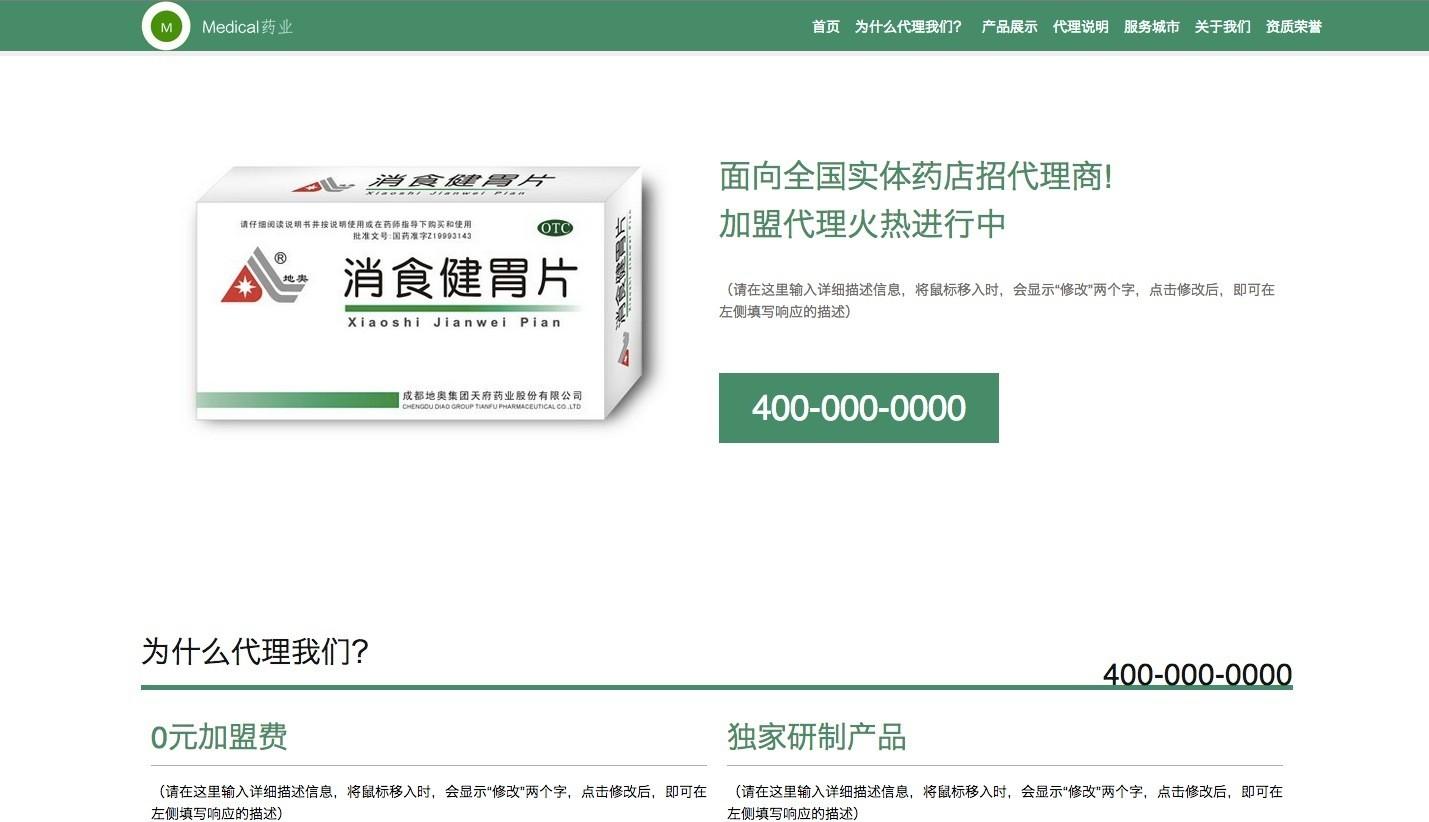 M
Medical药业
首页 为什么代理我们？ 产品展示 代理说明 服务城市 关于我们 资质荣誉
消食健胃片
Xiaoshi Jianwei Pian
请仔细阅读说明书并按说明使用或在药师指导下购买和使用
批准文号:国药准字Z19993143
OTC
®
地奥
消食健胃片
Xiaoshi Jianwei Pian
成都地奥集团天府药业股份有限公司
CHENGDU DIAO GROUP TIANFU PHARMACEUTICAL CO.,LTD
消食健胃片
面向全国实体药店招代理商!
加盟代理火热进行中
（请在这里输入详细描述信息，将鼠标移入时，会显示“修改”两个字，点击修改后，即可在
左侧填写响应的描述）
400-000-0000
为什么代理我们？
400-000-0000
0元加盟费
（请在这里输入详细描述信息，将鼠标移入时，会显示“修改”两个字，点击修改后，即可在
左侧填写响应的描述）
独家研制产品
（请在这里输入详细描述信息，将鼠标移入时，会显示“修改”两个字，点击修改后，即可在
左侧填写响应的描述）